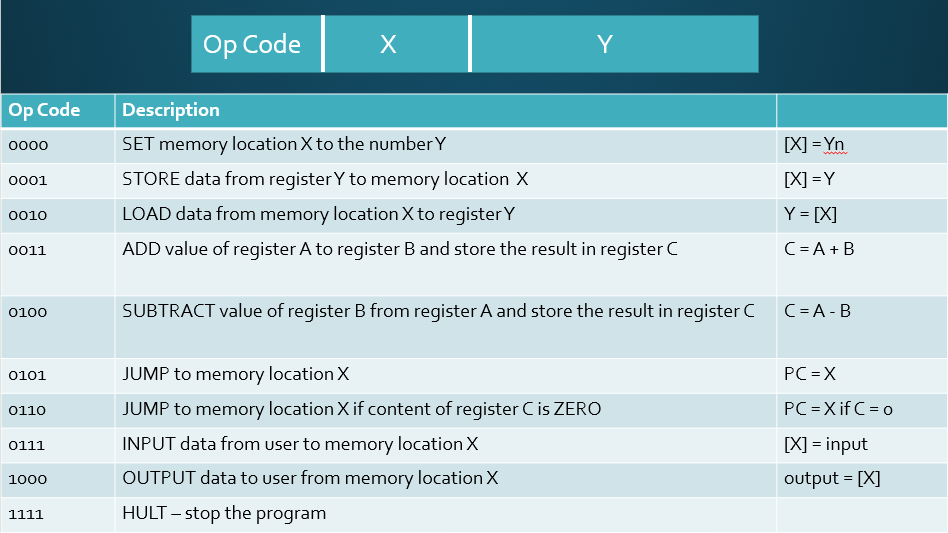 Op Code X Y
Op Code Description
0000 SET memory location X to the number Y [X] = Yn
0001 STORE data from register Y to memory location X [X] = Y
0010 LOAD data from memory location X to register Y Y = [X]
0011 ADD value of register A to register B and store the result in register C C = A + B
0100 SUBTRACT value of register B from register A and store the result in register C C = A - B
0101 JUMP to memory location X PC = X
0110 JUMP to memory location X if content of register C is ZERO PC = X if C = 0
0111 INPUT data from user to memory location X [X] = input
1000 OUTPUT data to user from memory location X output = [X]
1111 HULT – stop the program